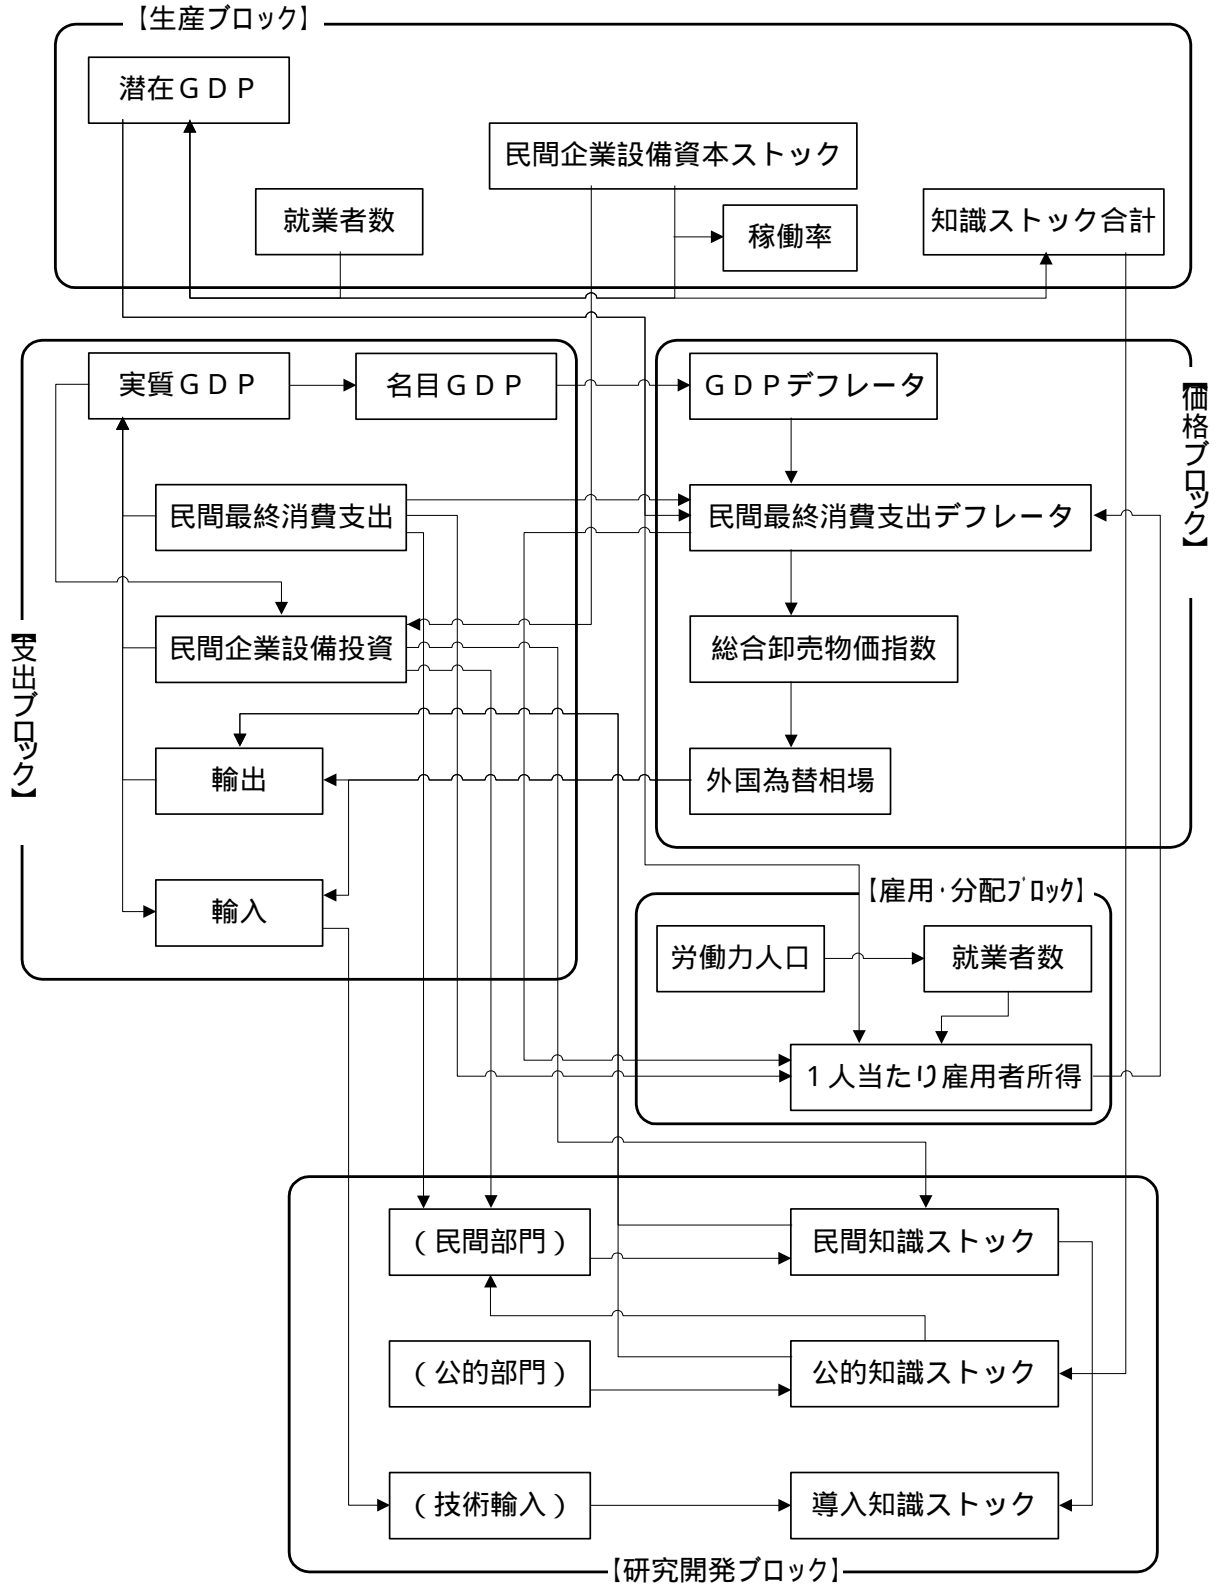 【生産ブロック】
潜在ＧＤＰ
民間企業設備資本ストック
就業者数
稼働率
知識ストック合計
実質ＧＤＰ
名目ＧＤＰ
ＧＤＰデフレータ
【価格ブロック】
民間最終消費支出
民間最終消費支出デフレータ
【支出ブロック】
民間企業設備投資
総合卸売物価指数
輸出
外国為替相場
輸入
【雇用・分配ﾌﾞﾛｯｸ】
労働力人口
就業者数
１人当たり雇用者所得
（民間部門）
民間知識ストック
（公的部門）
公的知識ストック
（技術輸入）
導入知識ストック
【研究開発ブロック】